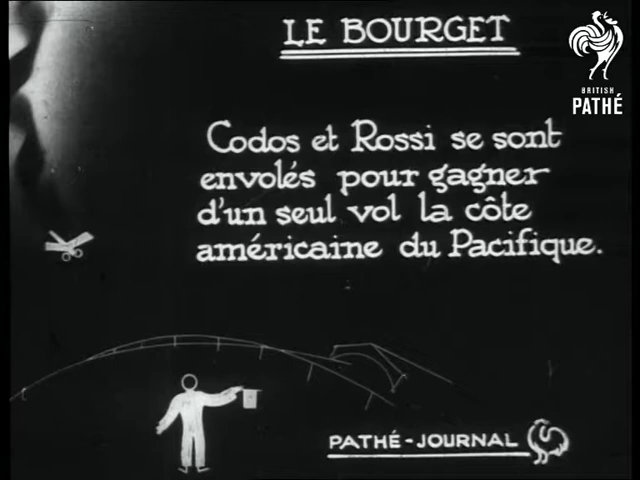 LE BOURGET
BRITISH
PATHÉ
Codos et Rossi se sont
envolés pour gagner
d'un seul vol la côte
américaine du Pacifique.
PATHÉ-JOURNAL